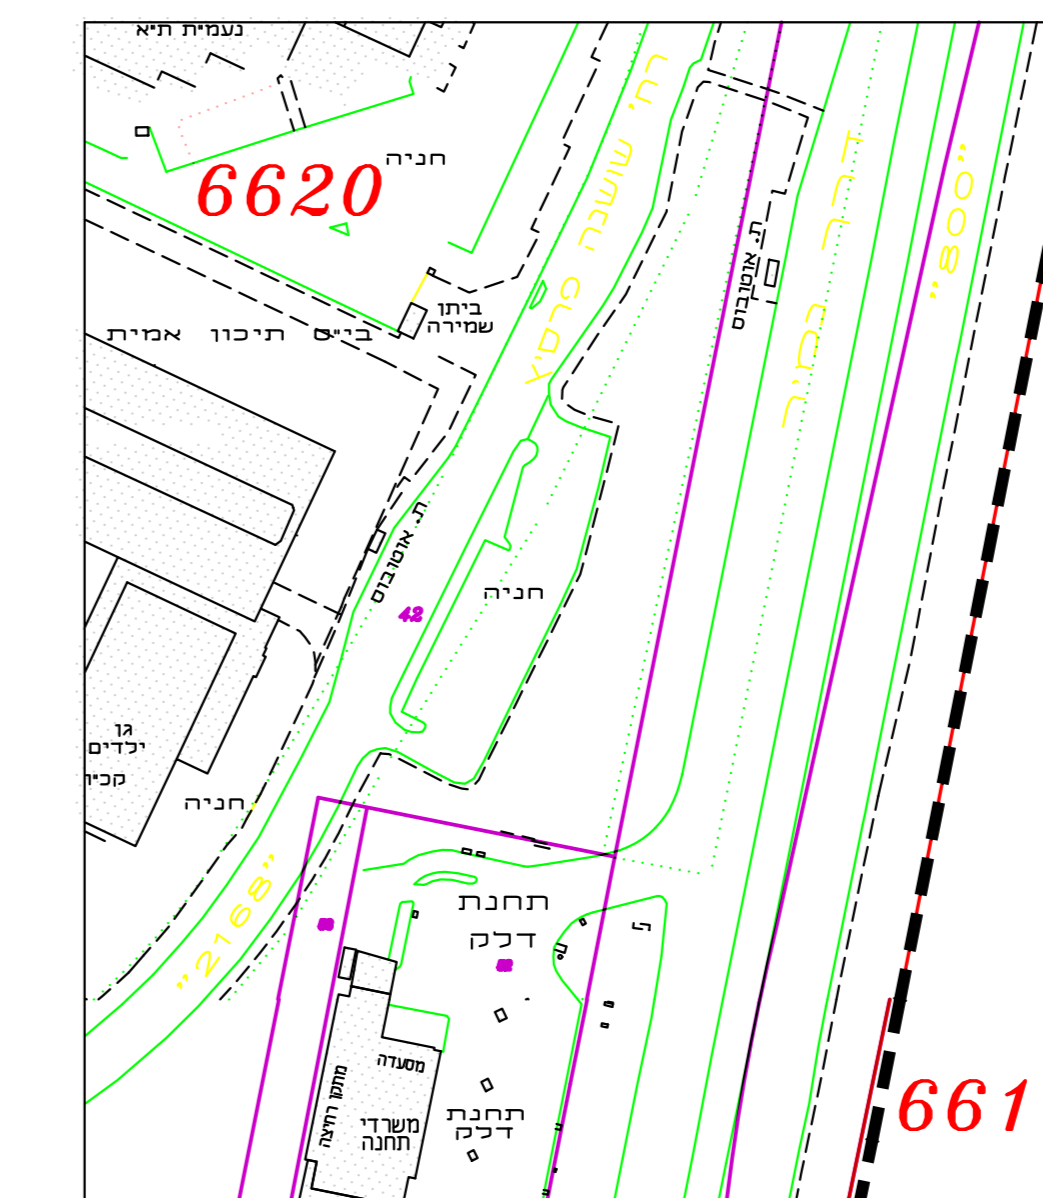 נעמית ת"א
חניה
6620
רח' שושנה פרסיץ
דרך נמיר
"800"
ת. אוטובוס
ביתן
שמירה
בי"ס תיכון אמית
ת. אוטובוס
חניה
42
גן
ילדים
חניה
"2168"
תחנת
דלק
מסעדה
מתקן רחיצה
משרדי
תחנה
תחנת
דלק
661